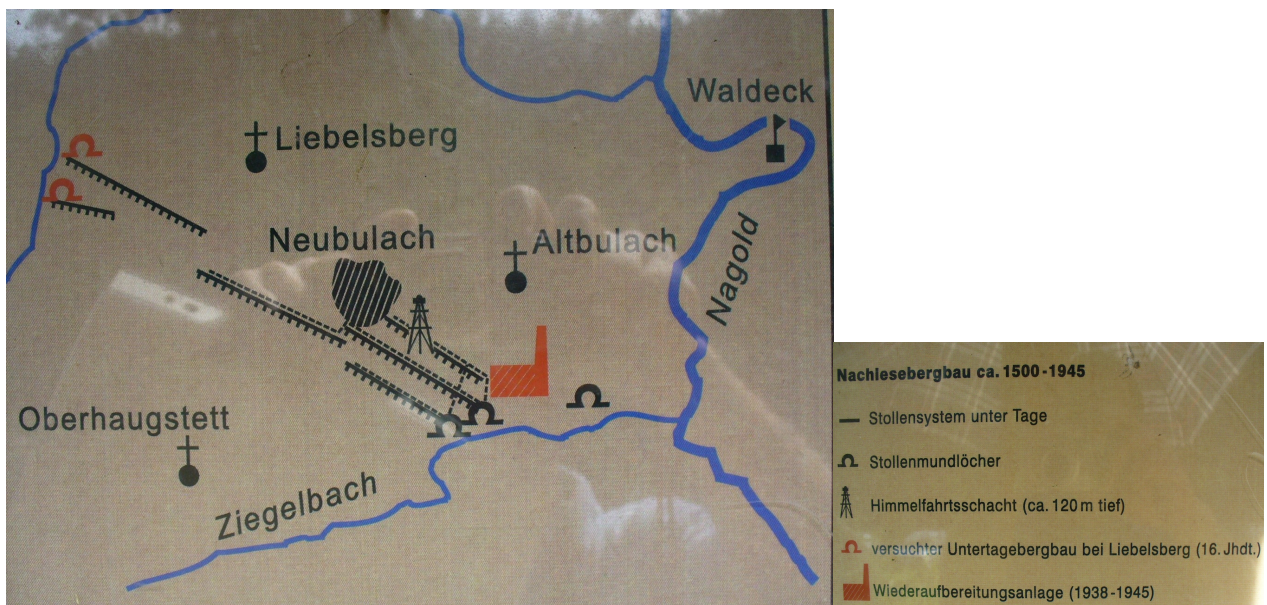 Waldeck
Liebelsberg
Neubulach
Altbulach
Nagold
Oberhaugstett
Ziegelbach
Nachlesebergbau ca. 1500-1945
Stollensystem unter Tage
Stollenmundlöcher
Himmelfahrtsschacht (ca. 120 m tief)
versuchter Untertagebergbau bei Liebelsberg (16. Jhdt.)
Wiederaufbereitungsanlage (1938-1945)